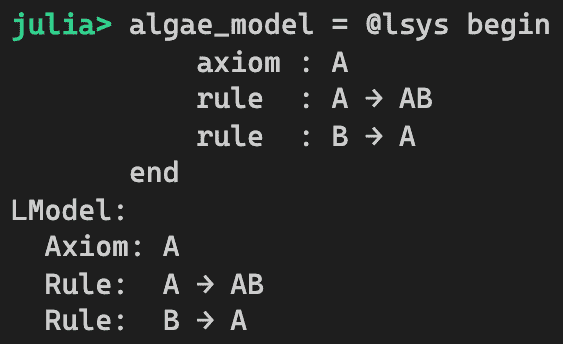 julia> algae_model = @lsys begin
           axiom : A
           rule  : A → AB
           rule  : B → A
       end
LModel:
  Axiom: A
  Rule:  A → AB
  Rule:  B → A